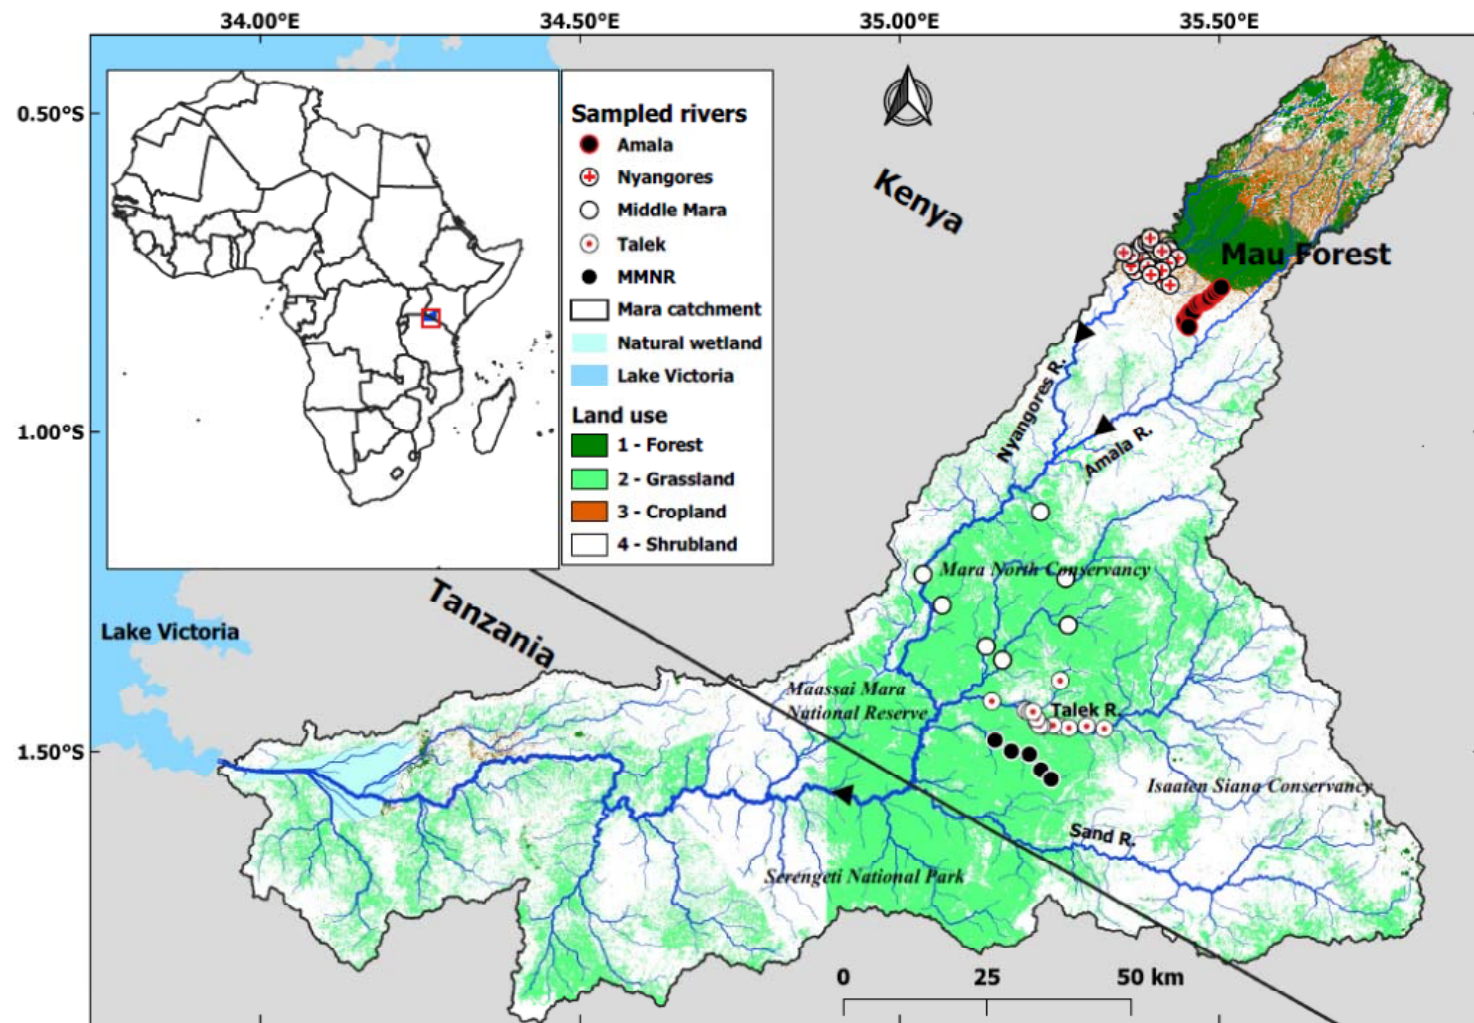 34.00°E
34.50°E
35.00°E
35.50°E
0.50°S
1.00°S
1.50°S
Sampled rivers
Amala
Nyangores
Middle Mara
Talek
MMNR
Mara catchment
Natural wetland
Lake Victoria
Land use
1 - Forest
2 - Grassland
3 - Cropland
4 - Shrubland
Kenya
Mau Forest
Nyangores R.
Amala R.
Mara North Conservancy
Tanzania
Lake Victoria
Maassai Mara
National Reserve
Talek R.
Isaaten Siana Conservancy
Sand R.
Serengeti National Park
0 25 50 km